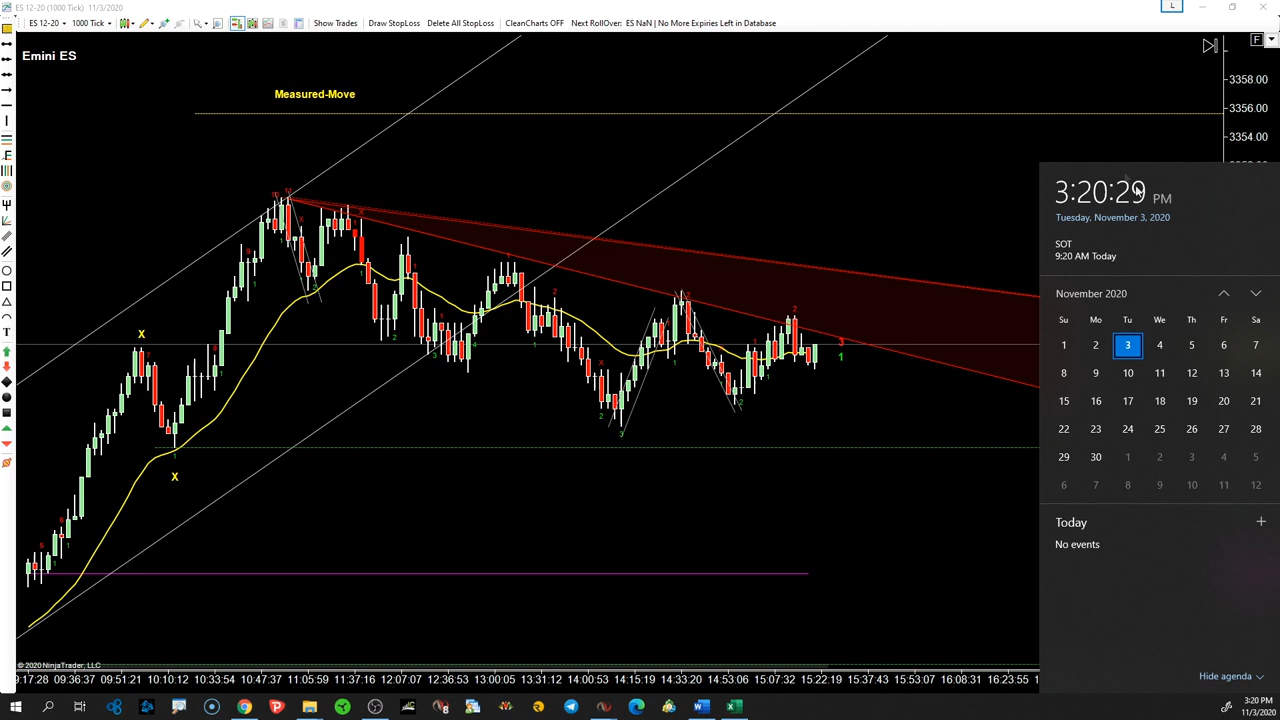 ES 12-20 (1000 Tick) 11/3/2020
ES 12-20 1000 Tick Show Trades Draw StopLoss Delete All StopLoss CleanCharts OFF Next RollOver: ES NaN | No More Expiries Left in Database
L
F
Emini ES
Measured-Move
3358.00
3356.00
3354.00
X
X
3
1
3:20:29 PM
Tuesday, November 3, 2020
SOT
9:20 AM Today
November 2020
Su Mo Tu We Th Fr Sa
1 2 3 4 5 6 7
8 9 10 11 12 13 14
15 16 17 18 19 20 21
22 23 24 25 26 27 28
29 30 1 2 3 4 5
6 7 8 9 10 11 12
Today
No events
Hide agenda
© 2020 NinjaTrader, LLC
9:17:28 09:36:37 09:51:21 10:10:12 10:33:54 10:47:37 11:05:59 11:37:16 12:07:07 12:36:53 13:00:05 13:31:12 14:00:53 14:15:19 14:33:20 14:53:06 15:07:32 15:22:19 15:37:43 15:53:07 16:08:31 16:23:55
3:20 PM
11/3/2020